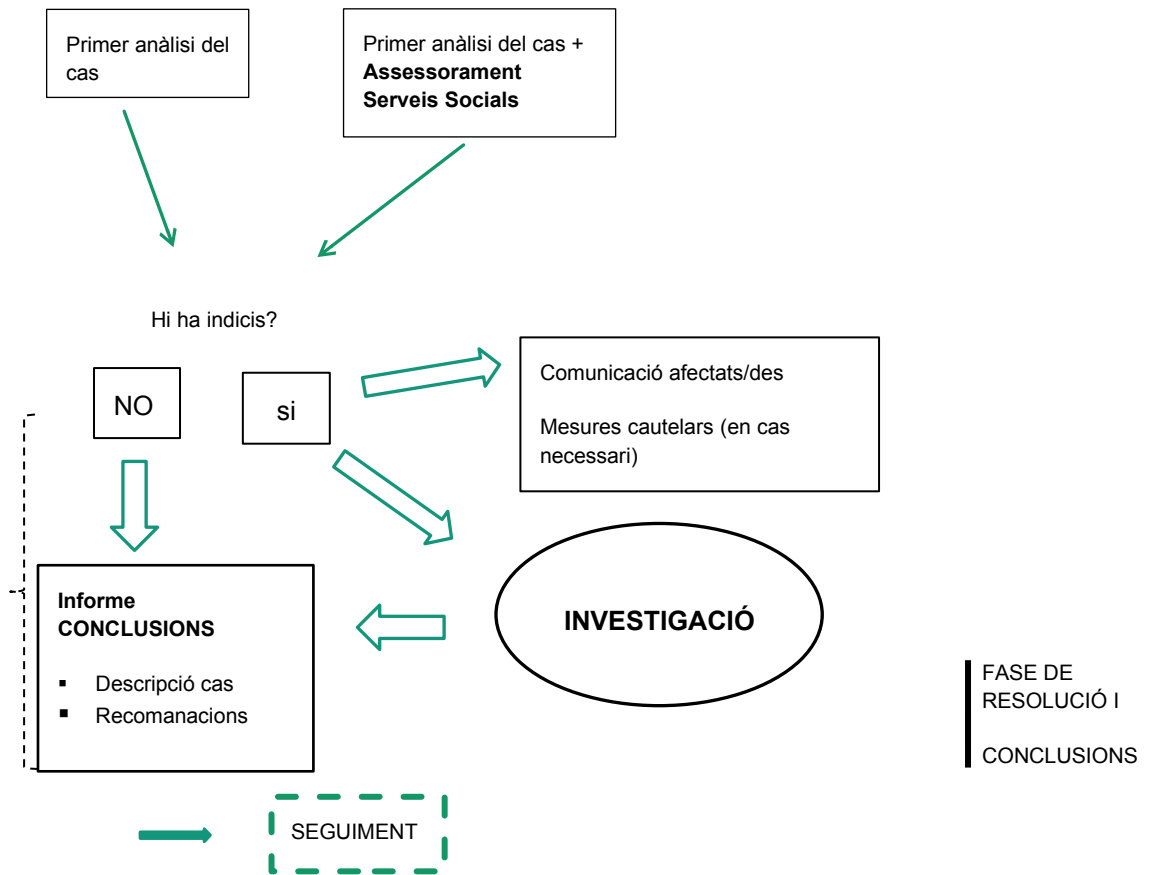 Primer anàlisi del
cas
Primer anàlisi del cas +
Assessorament
Serveis Socials
Hi ha indicis?
NO
si
Comunicació afectats/des
Mesures cautelars (en cas
necessari)
Informe
CONCLUSIONS
▪ Descripció cas
▪ Recomanacions
INVESTIGACIÓ
FASE DE
RESOLUCIÓ I
CONCLUSIONS
SEGUIMENT